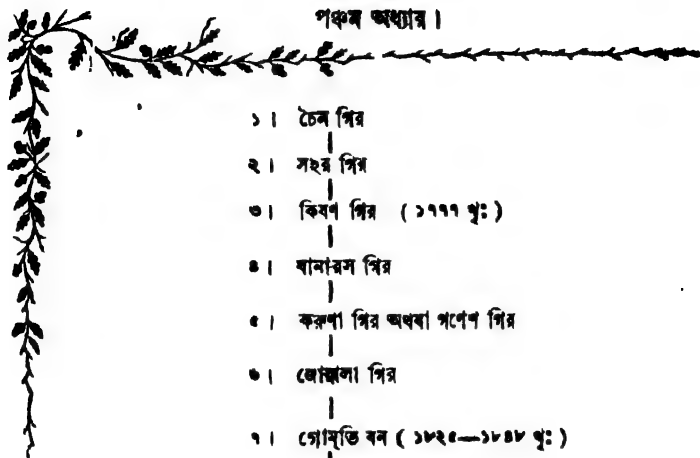 পঞ্চম অধ্যায়।
১। চৈন গির
২। সহর গির
৩। কিষণ গির (১৭৭৭ খৃঃ)
৪। বানারস গির
৫। করুণা গির অথবা গণেশ গির
৬। জোয়ালা গির
৭। গোমৃতি বন (১৮২৫—১৮৪৮ খৃঃ)